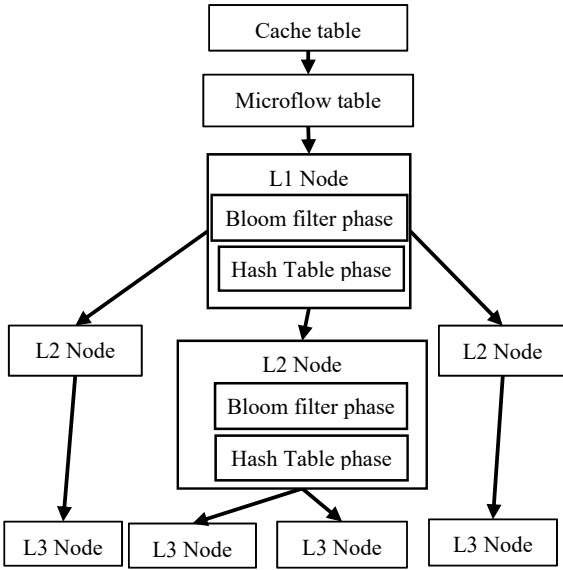 Cache table
Microflow table
L1 Node
Bloom filter phase
Hash Table phase
L2 Node
L2 Node
L2 Node
Bloom filter phase
Hash Table phase
L3 Node
L3 Node
L3 Node
L3 Node